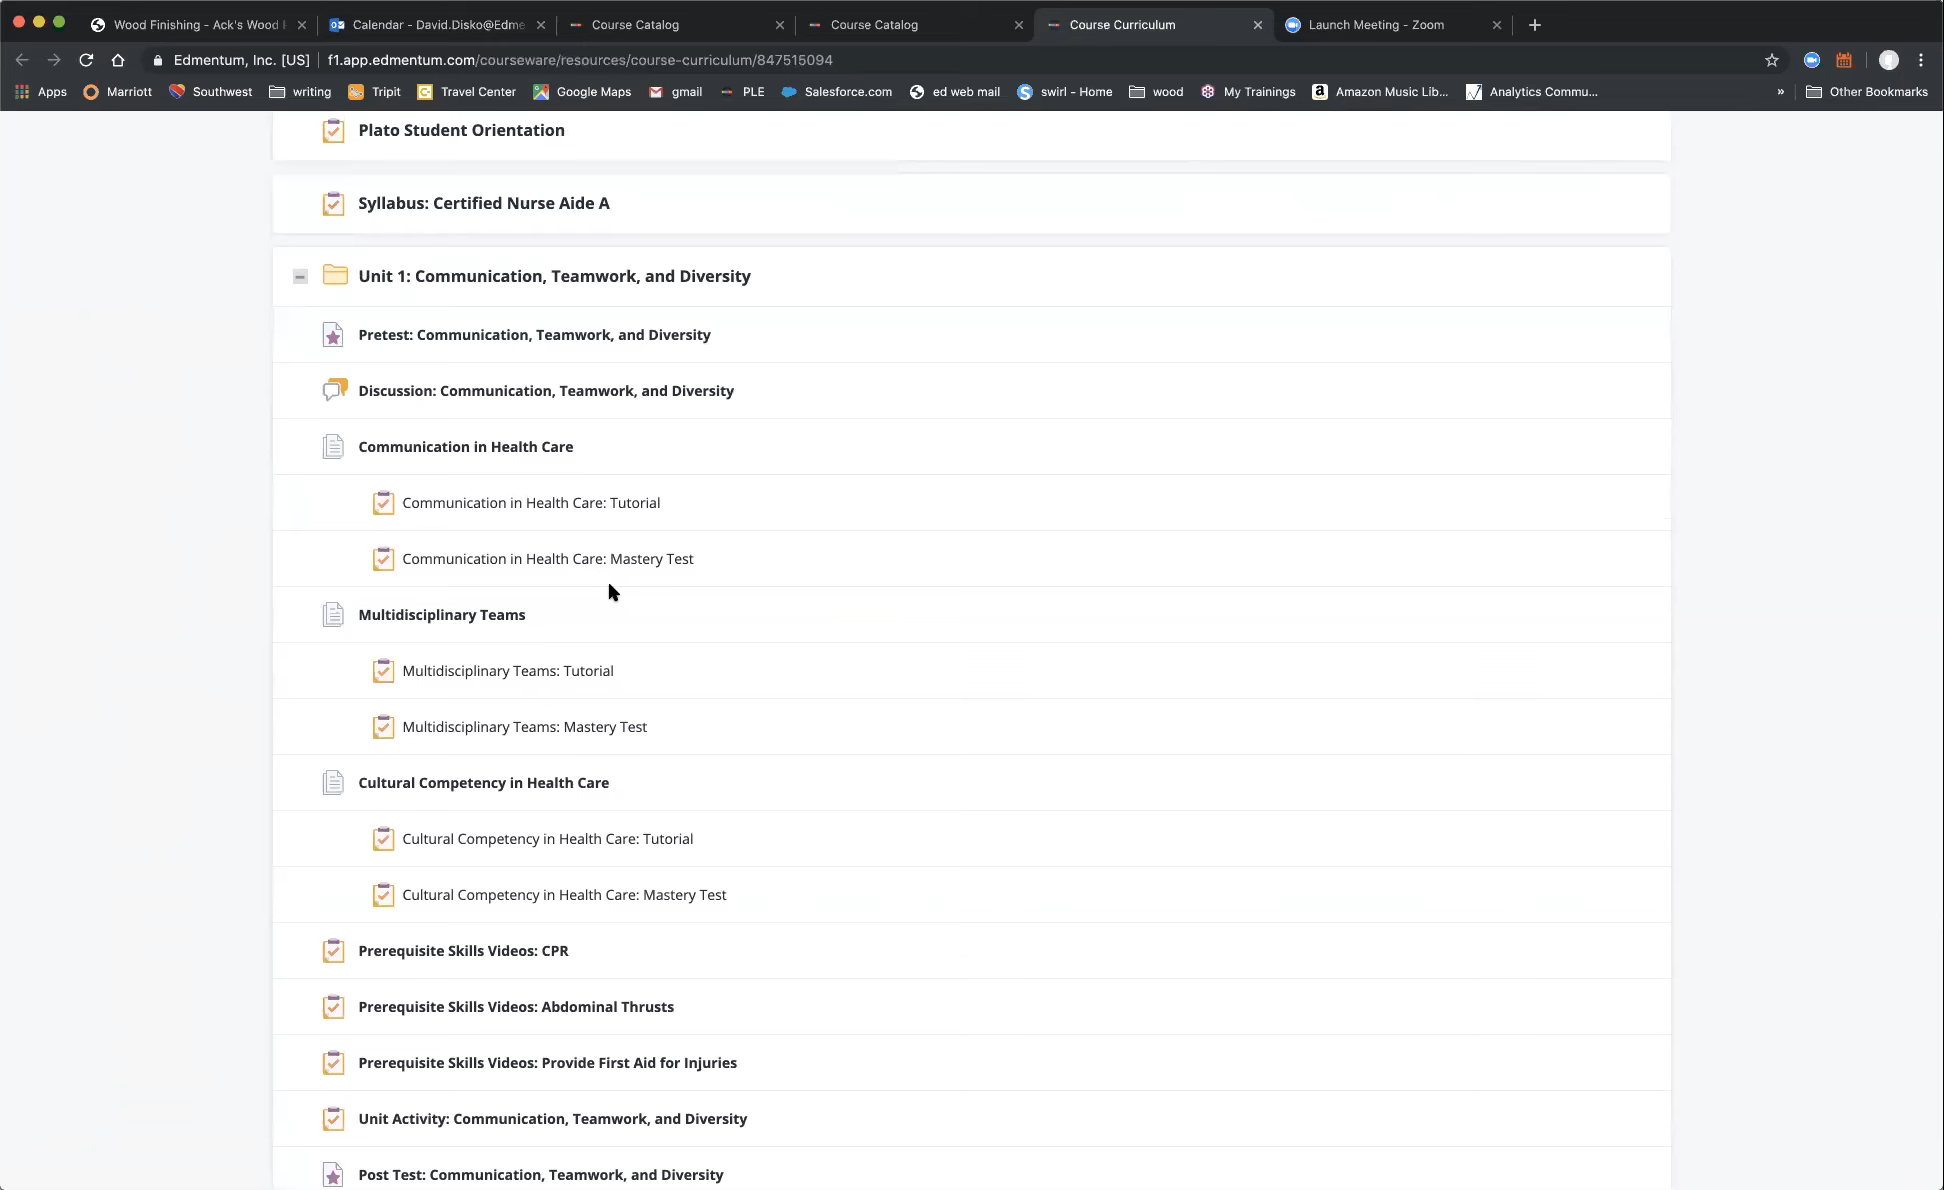 Wood Finishing - Ack's Wood
Calendar - David.Disko@Edme
Course Catalog
Course Catalog
Course Curriculum
Launch Meeting - Zoom
Edmentum, Inc. [US] | f1.app.edmentum.com/courseware/resources/course-curriculum/847515094
Apps
Marriott
Southwest
writing
Tripit
Travel Center
Google Maps
gmail
PLE
Salesforce.com
ed web mail
swirl - Home
wood
My Trainings
Amazon Music Lib...
Analytics Commu...
»
Other Bookmarks
Plato Student Orientation
Syllabus: Certified Nurse Aide A
Unit 1: Communication, Teamwork, and Diversity
Pretest: Communication, Teamwork, and Diversity
Discussion: Communication, Teamwork, and Diversity
Communication in Health Care
Communication in Health Care: Tutorial
Communication in Health Care: Mastery Test
Multidisciplinary Teams
Multidisciplinary Teams: Tutorial
Multidisciplinary Teams: Mastery Test
Cultural Competency in Health Care
Cultural Competency in Health Care: Tutorial
Cultural Competency in Health Care: Mastery Test
Prerequisite Skills Videos: CPR
Prerequisite Skills Videos: Abdominal Thrusts
Prerequisite Skills Videos: Provide First Aid for Injuries
Unit Activity: Communication, Teamwork, and Diversity
Post Test: Communication, Teamwork, and Diversity